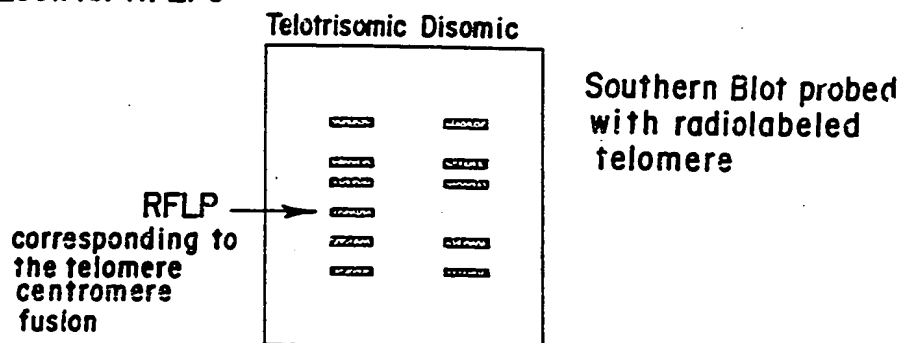 Telotrisomic Disomic
Southern Blot probed
with radiolabeled
telomere
RFLP
corresponding to
the telomere
centromere
fusion